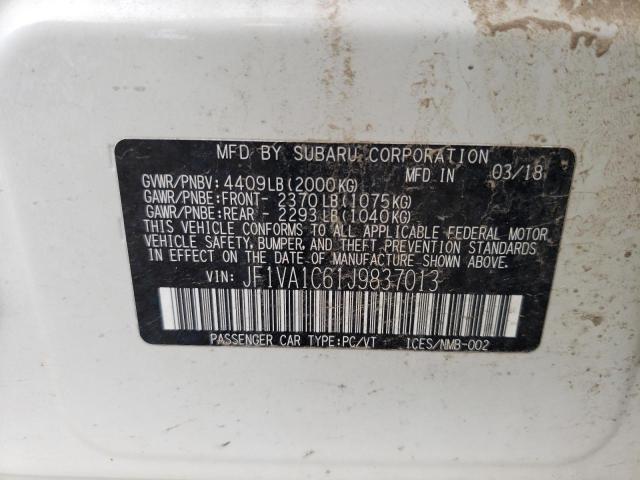 MFD BY SUBARU CORPORATION
MFD IN 03/18
GVWR/PNBV: 4409LB(2000KG)
GAWR/PNBE:FRONT- 2370LB(1075KG)
GAWR/PNBE:REAR - 2293LB(1040KG)
THIS VEHICLE CONFORMS TO ALL APPLICABLE FEDERAL MOTOR
VEHICLE SAFETY, BUMPER, AND THEFT PREVENTION STANDARDS
IN EFFECT ON THE DATE OF MANUFACTURE SHOWN ABOVE.
VIN: JF1VA1C61J9837013
PASSENGER CAR TYPE:PC/VT ICES/NMB-002